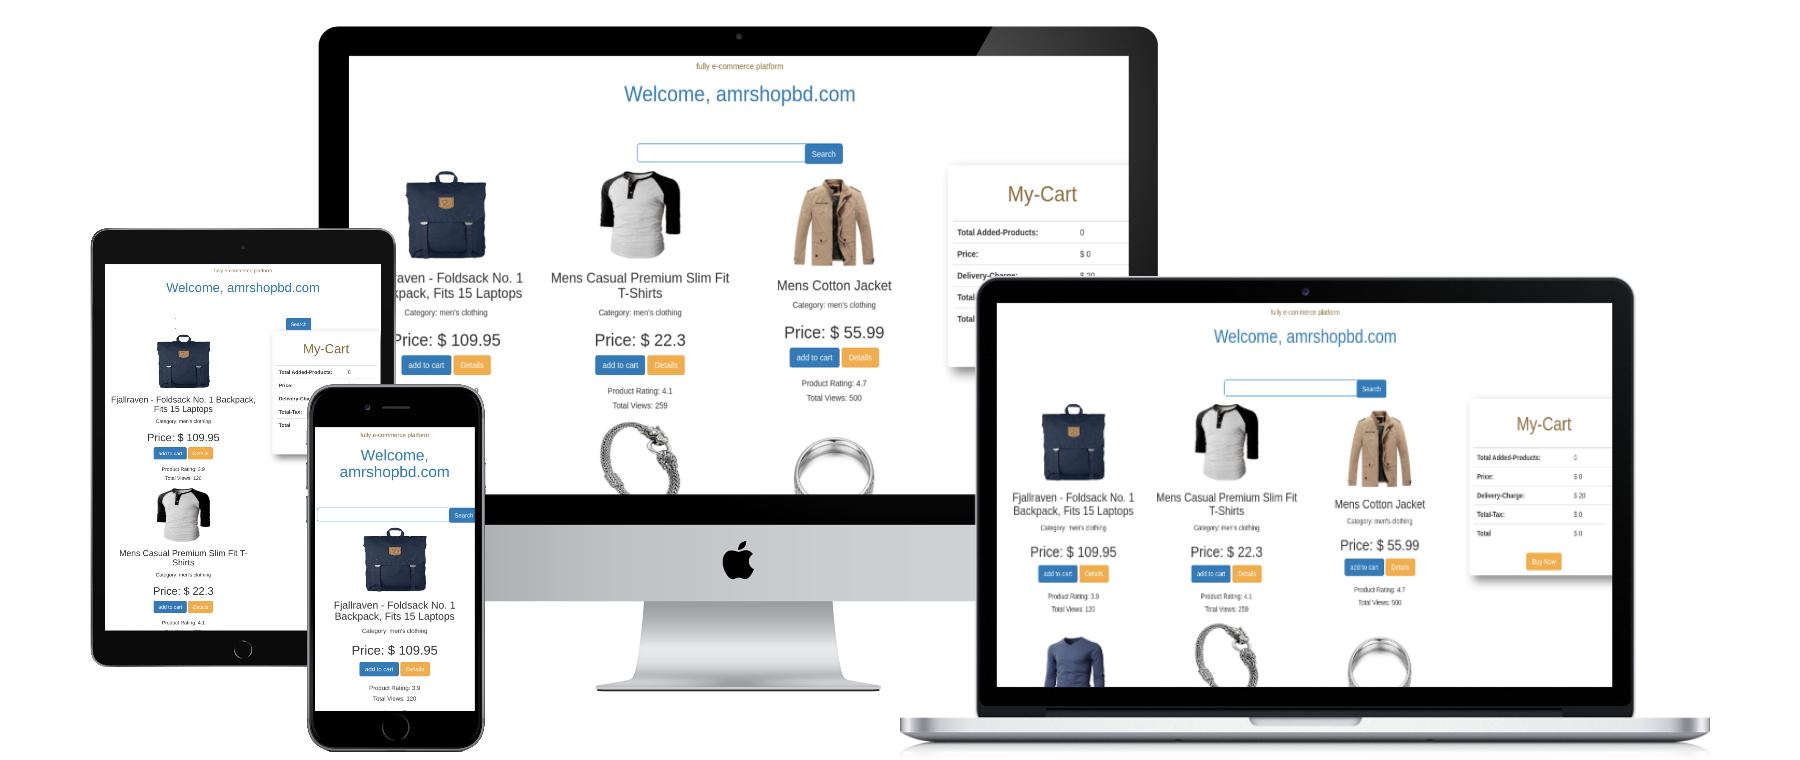 fully e-commerce platform
Welcome, amrshopbd.com
Search
raven - Foldsack No. 1
kpack, Fits 15 Laptops
Category: men's clothing
Price: $ 109.95
add to cart Details
9
Mens Casual Premium Slim Fit
T-Shirts
Category: men's clothing
Price: $ 22.3
add to cart Details
Product Rating: 4.1
Total Views: 259
Mens Cotton Jacket
Category: men's clothing
Price: $ 55.99
add to cart Details
Product Rating: 4.7
Total Views: 500
My-Cart
Total Added-Products: 0
Price: $ 0
Delivery-Charge: $ 20
Total
Total
fully e-commerce platform
Welcome, amrshopbd.com
Search
Fjallraven - Foldsack No. 1 Backpack,
Fits 15 Laptops
Category: men's clothing
Price: $ 109.95
add to cart Details
Product Rating: 3.9
Total Views: 120
Mens Casual Premium Slim Fit T-
Shirts
Category: men's clothing
Price: $ 22.3
add to cart Details
Product Rating: 4.1
My-Cart
Total Added-Products: 0
Price:
Delivery-C
Total-Tax:
Total
fully e-commerce platform
Welcome,
amrshopbd.com
Search
Fjallraven - Foldsack No. 1
Backpack, Fits 15 Laptops
Category: men's clothing
Price: $ 109.95
add to cart Details
Product Rating: 3.9
Total Views: 120
fully e-commerce platform
Welcome, amrshopbd.com
Search
Fjallraven - Foldsack No. 1
Backpack, Fits 15 Laptops
Category: men's clothing
Price: $ 109.95
add to cart Details
Product Rating: 3.9
Total Views: 120
Mens Casual Premium Slim Fit
T-Shirts
Category: men's clothing
Price: $ 22.3
add to cart Details
Product Rating: 4.1
Total Views: 259
Mens Cotton Jacket
Category: men's clothing
Price: $ 55.99
add to cart Details
Product Rating: 4.7
Total Views: 500
My-Cart
Total Added-Products: 0
Price: $ 0
Delivery-Charge: $ 20
Total-Tax: $ 0
Total $ 0
Buy Now